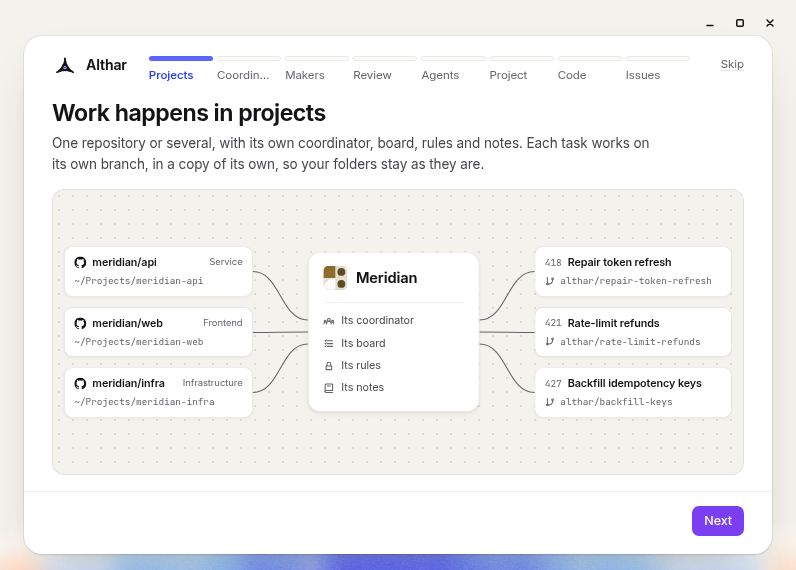 Althar
Projects
Coordin...
Makers
Review
Agents
Project
Code
Issues
Skip
Work happens in projects
One repository or several, with its own coordinator, board, rules and notes. Each task works on
its own branch, in a copy of its own, so your folders stay as they are.
meridian/api Service
~/Projects/meridian-api
meridian/web Frontend
~/Projects/meridian-web
meridian/infra Infrastructure
~/Projects/meridian-infra
Meridian
Its coordinator
Its board
Its rules
Its notes
418 Repair token refresh
althar/repair-token-refresh
421 Rate-limit refunds
althar/rate-limit-refunds
427 Backfill idempotency keys
althar/backfill-keys
Next